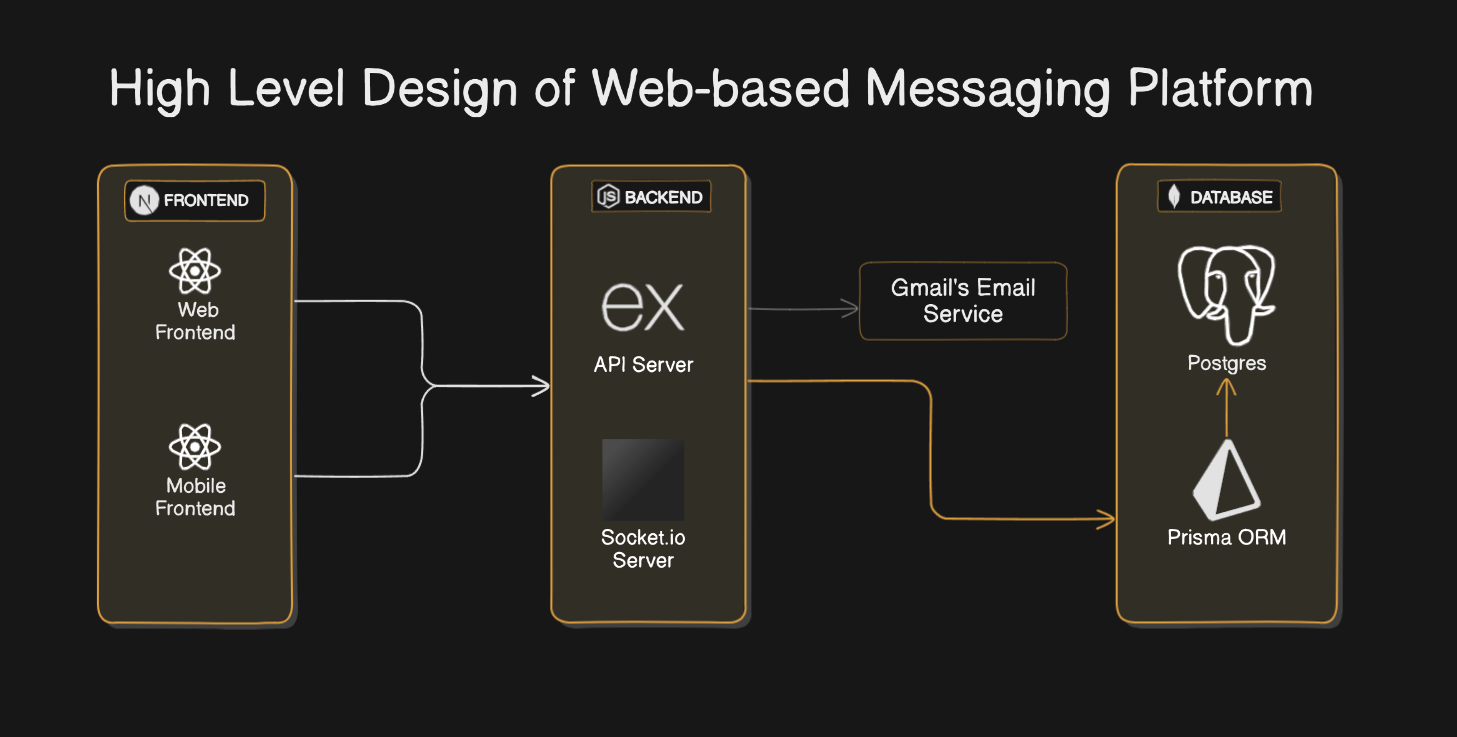 High Level Design of Web-based Messaging Platform
N FRONTEND
Web
Frontend
Mobile
Frontend
JS BACKEND
ex
API Server
Socket.io
Server
Gmail's Email
Service
DATABASE
Postgres
Prisma ORM